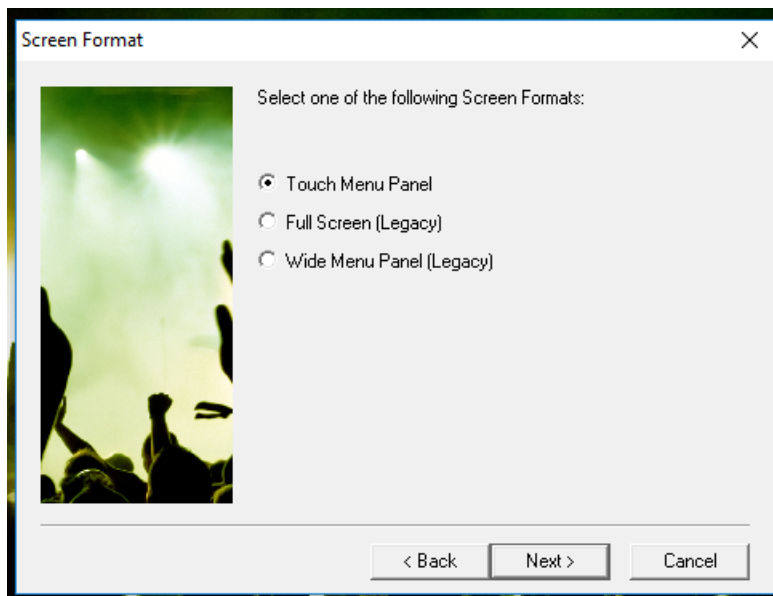 Screen Format
Select one of the following Screen Formats:
Touch Menu Panel
Full Screen (Legacy)
Wide Menu Panel (Legacy)
< Back Next > Cancel